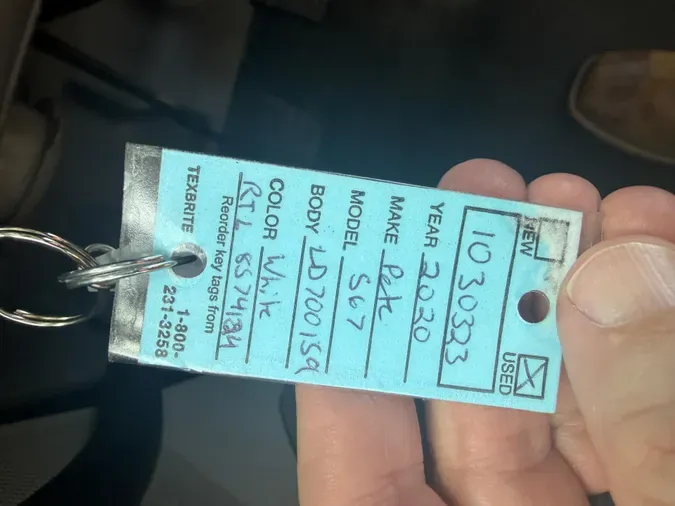 NEW USED
1030323
YEAR 2020
MAKE Pete
MODEL 567
BODY LD700159
COLOR White
RTL 8574184
Reorder key tags from
TEXBRITE 1-800-
231-3258